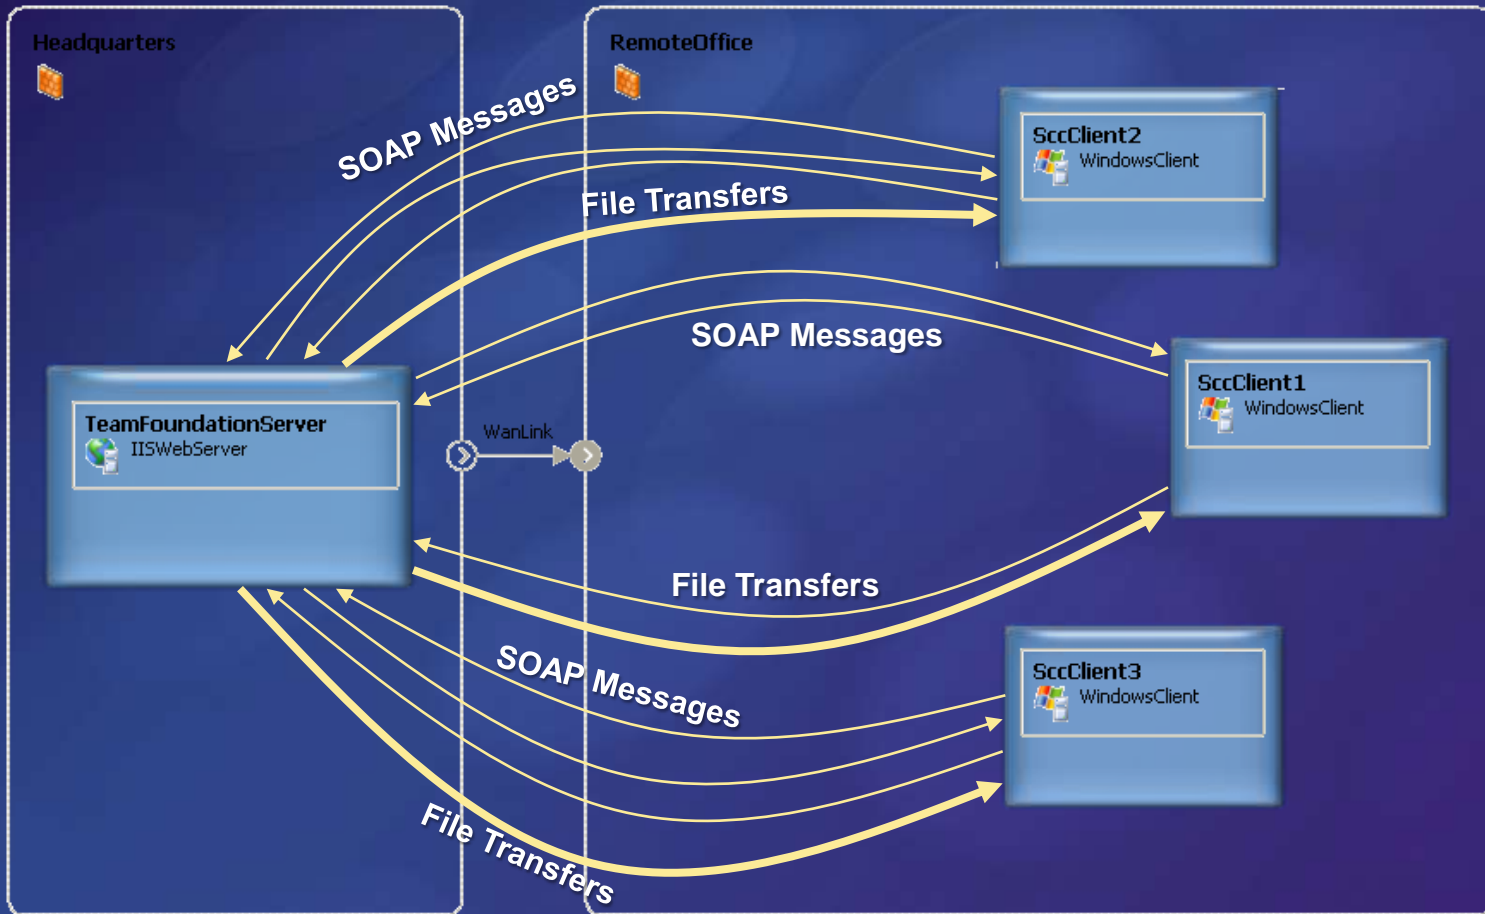 Headquarters
RemoteOffice
SOAP Messages
SccClient2
WindowsClient
File Transfers
SOAP Messages
SccClient1
WindowsClient
TeamFoundationServer
IISWebServer
WanLink
File Transfers
SOAP Messages
SccClient3
WindowsClient
File Transfers